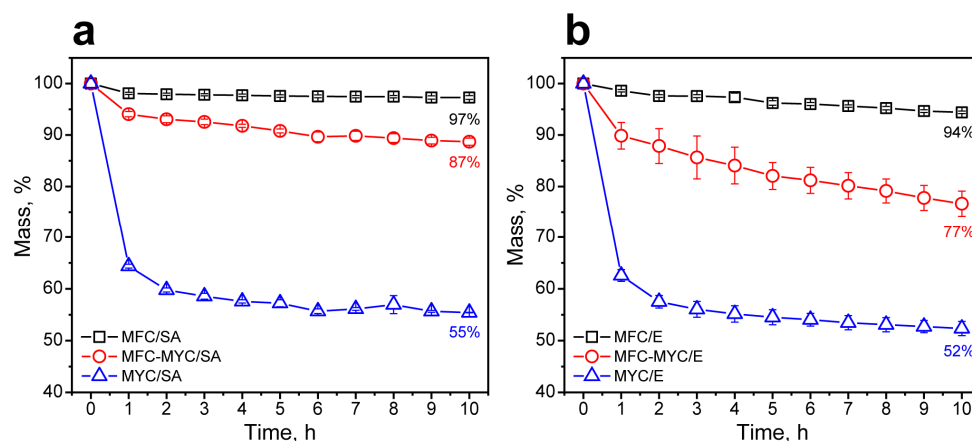 a
Mass, %
100
90
80
70
60
50
40
97%
87%
55%
MFC/SA
MFC-MYC/SA
MYC/SA
0 1 2 3 4 5 6 7 8 9 10
Time, h
b
Mass, %
100
90
80
70
60
50
40
94%
77%
52%
MFC/E
MFC-MYC/E
MYC/E
0 1 2 3 4 5 6 7 8 9 10
Time, h